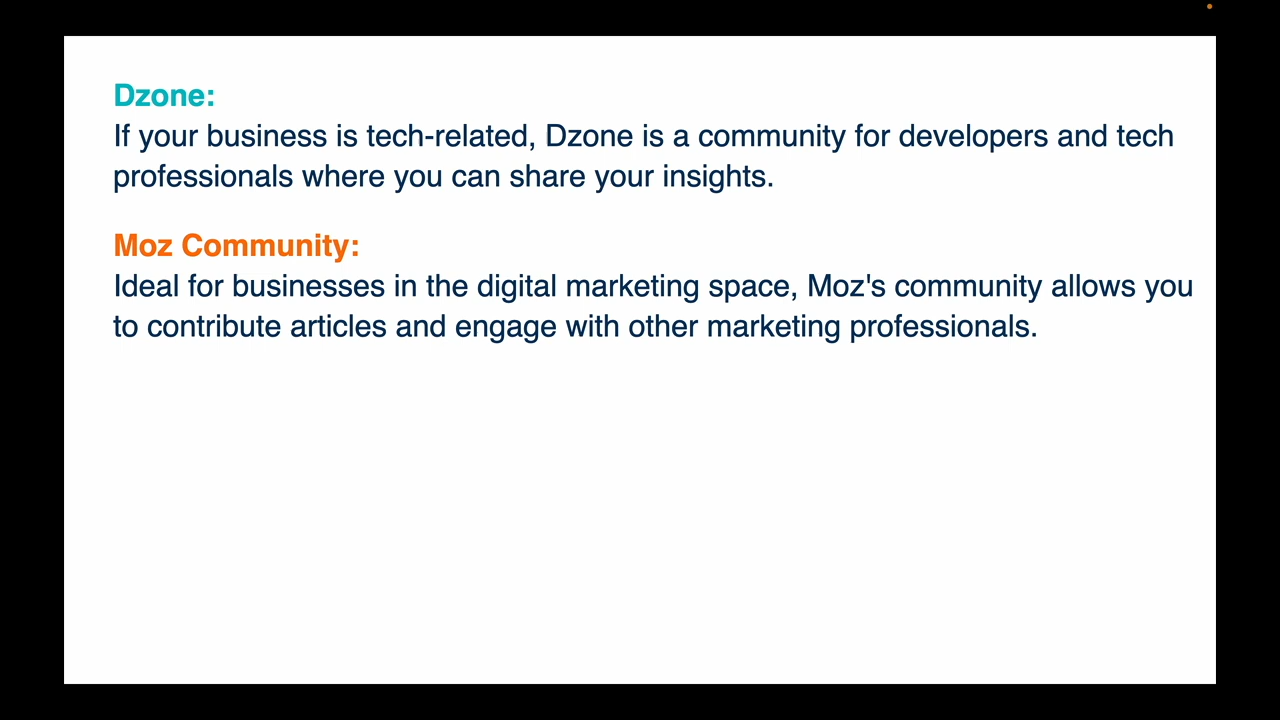 Dzone:
If your business is tech-related, Dzone is a community for developers and tech
professionals where you can share your insights.
Moz Community:
Ideal for businesses in the digital marketing space, Moz's community allows you
to contribute articles and engage with other marketing professionals.